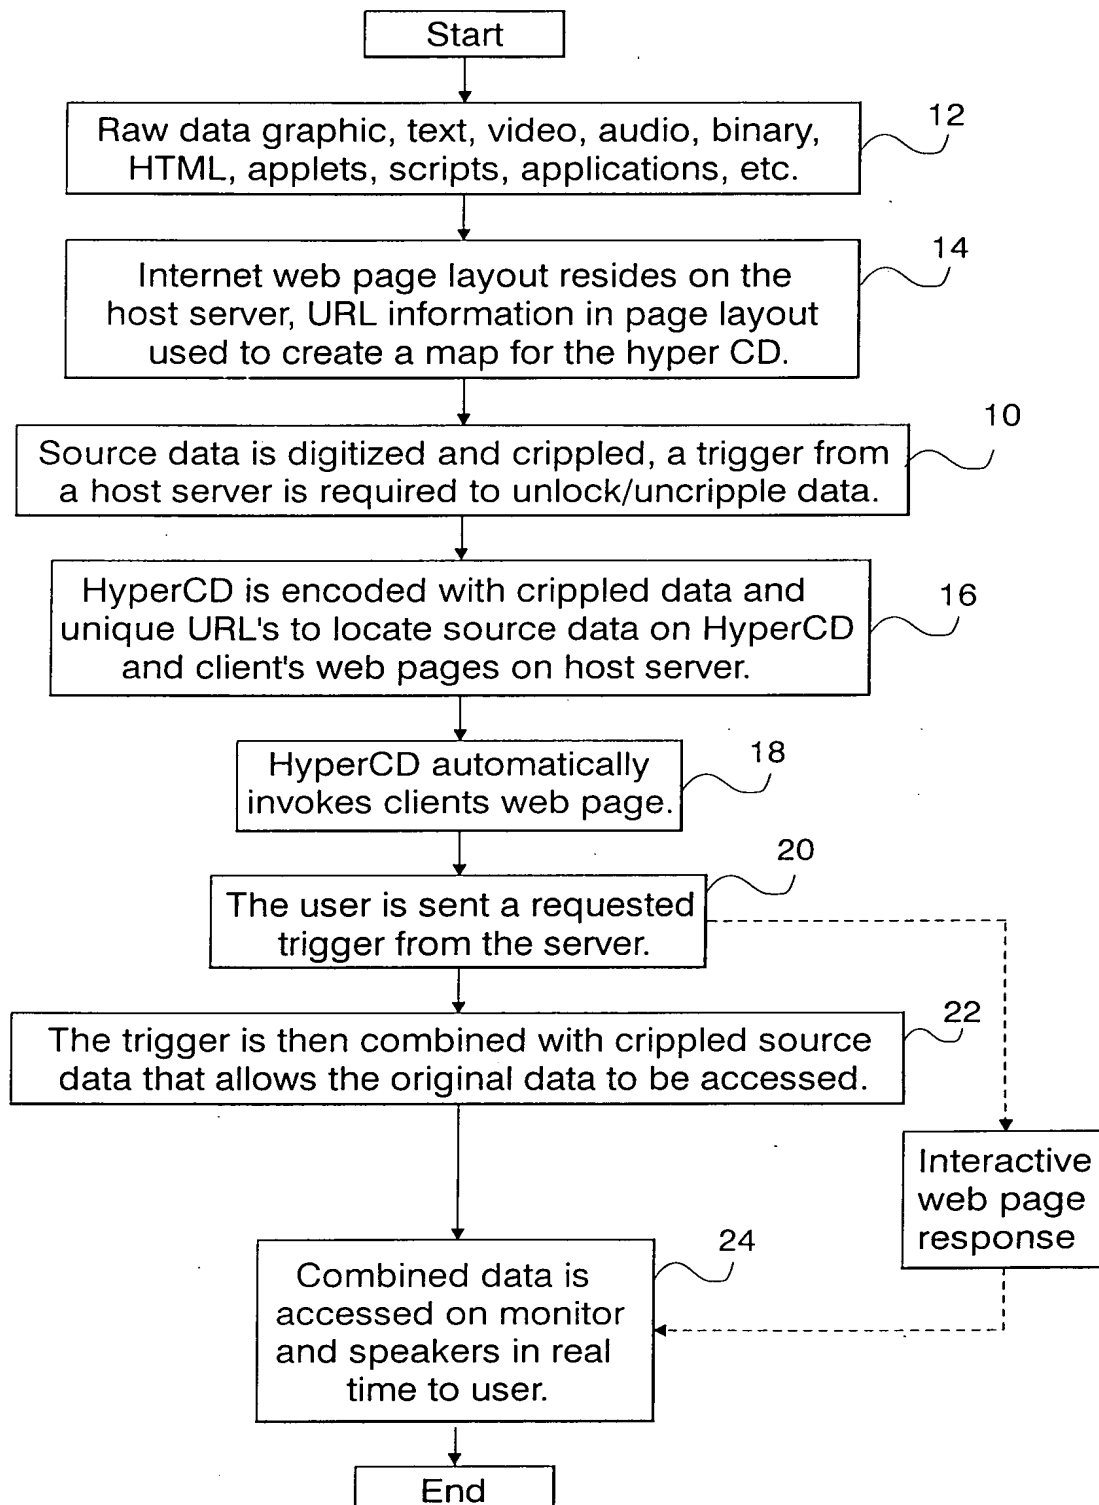 Start
Raw data graphic, text, video, audio, binary,
HTML, applets, scripts, applications, etc.
12
Internet web page layout resides on the
host server, URL information in page layout
used to create a map for the hyper CD.
14
Source data is digitized and crippled, a trigger from
a host server is required to unlock/uncripple data.
10
HyperCD is encoded with crippled data and
unique URL's to locate source data on HyperCD
and client's web pages on host server.
16
HyperCD automatically
invokes clients web page.
18
The user is sent a requested
trigger from the server.
20
The trigger is then combined with crippled source
data that allows the original data to be accessed.
22
Interactive
web page
response
Combined data is
accessed on monitor
and speakers in real
time to user.
24
End